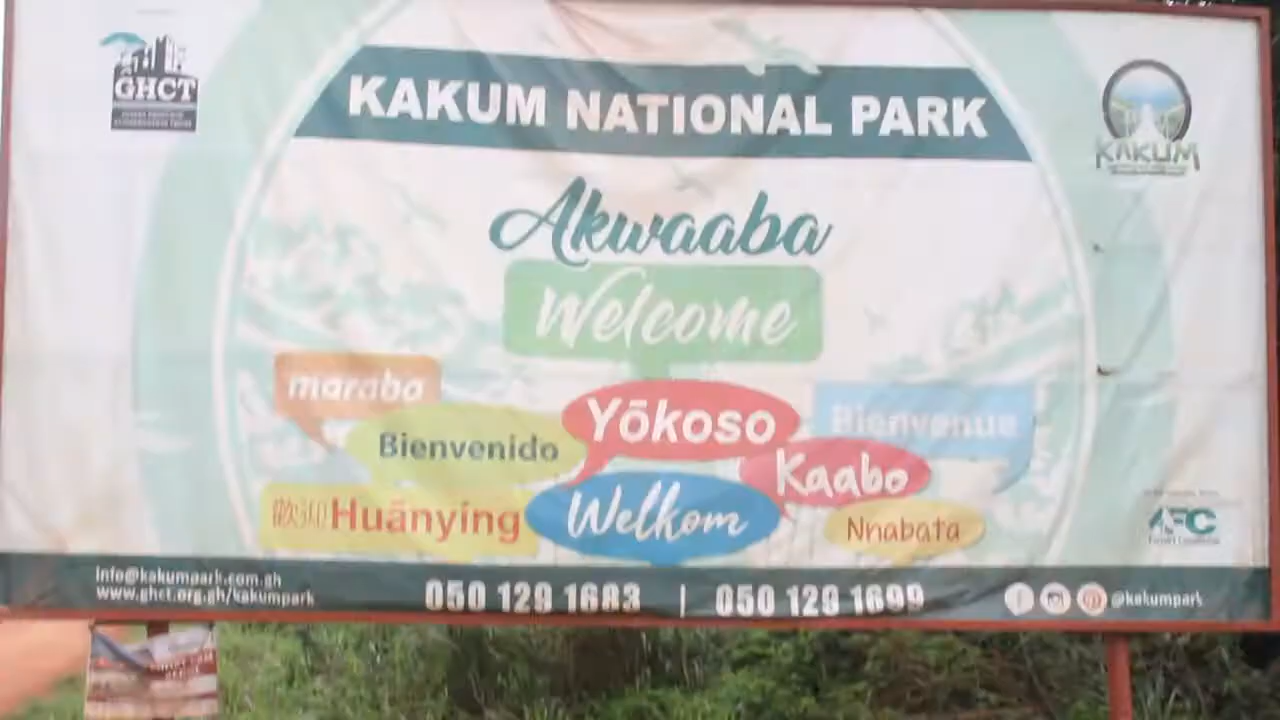 GHCT
KAKUM NATIONAL PARK
KAKUM
Akwaaba
Welcome
maraba
Bienvenido
Yōkoso
Bienvenue
Kaabo
歡迎 Huānyíng
Welkom
Nnabata
info@kakumpark.com.gh
www.ghct.org.gh/kakumpark
050 129 1683 | 050 129 1699
@kakumpark